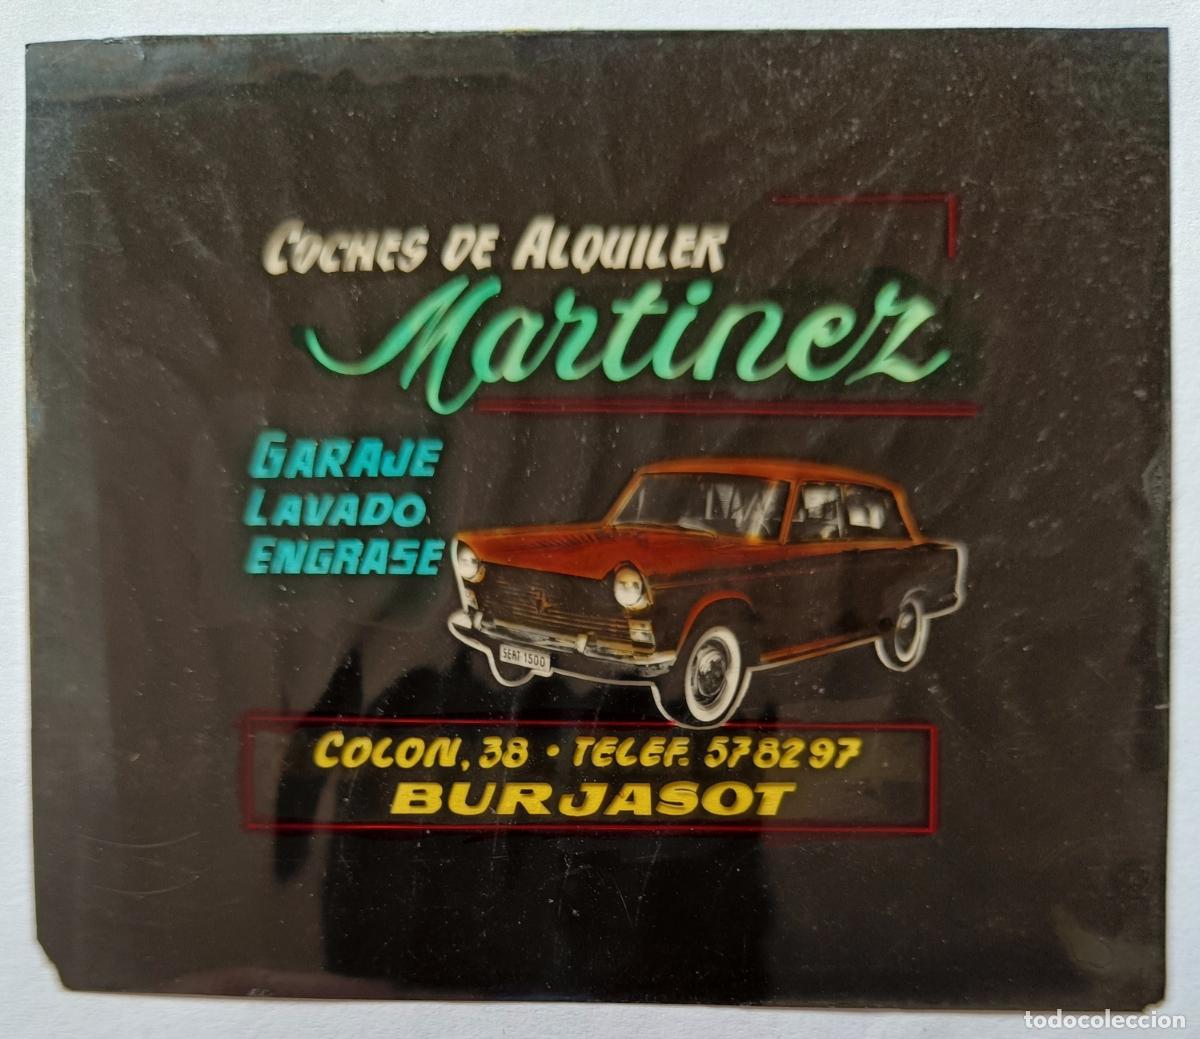 COCHES DE ALQUILER
Martinez
GARAJE
LAVADO
ENGRASE
SEAT 1500
COLON, 38 • TELEF. 578297
BURJASOT
todocoleccion